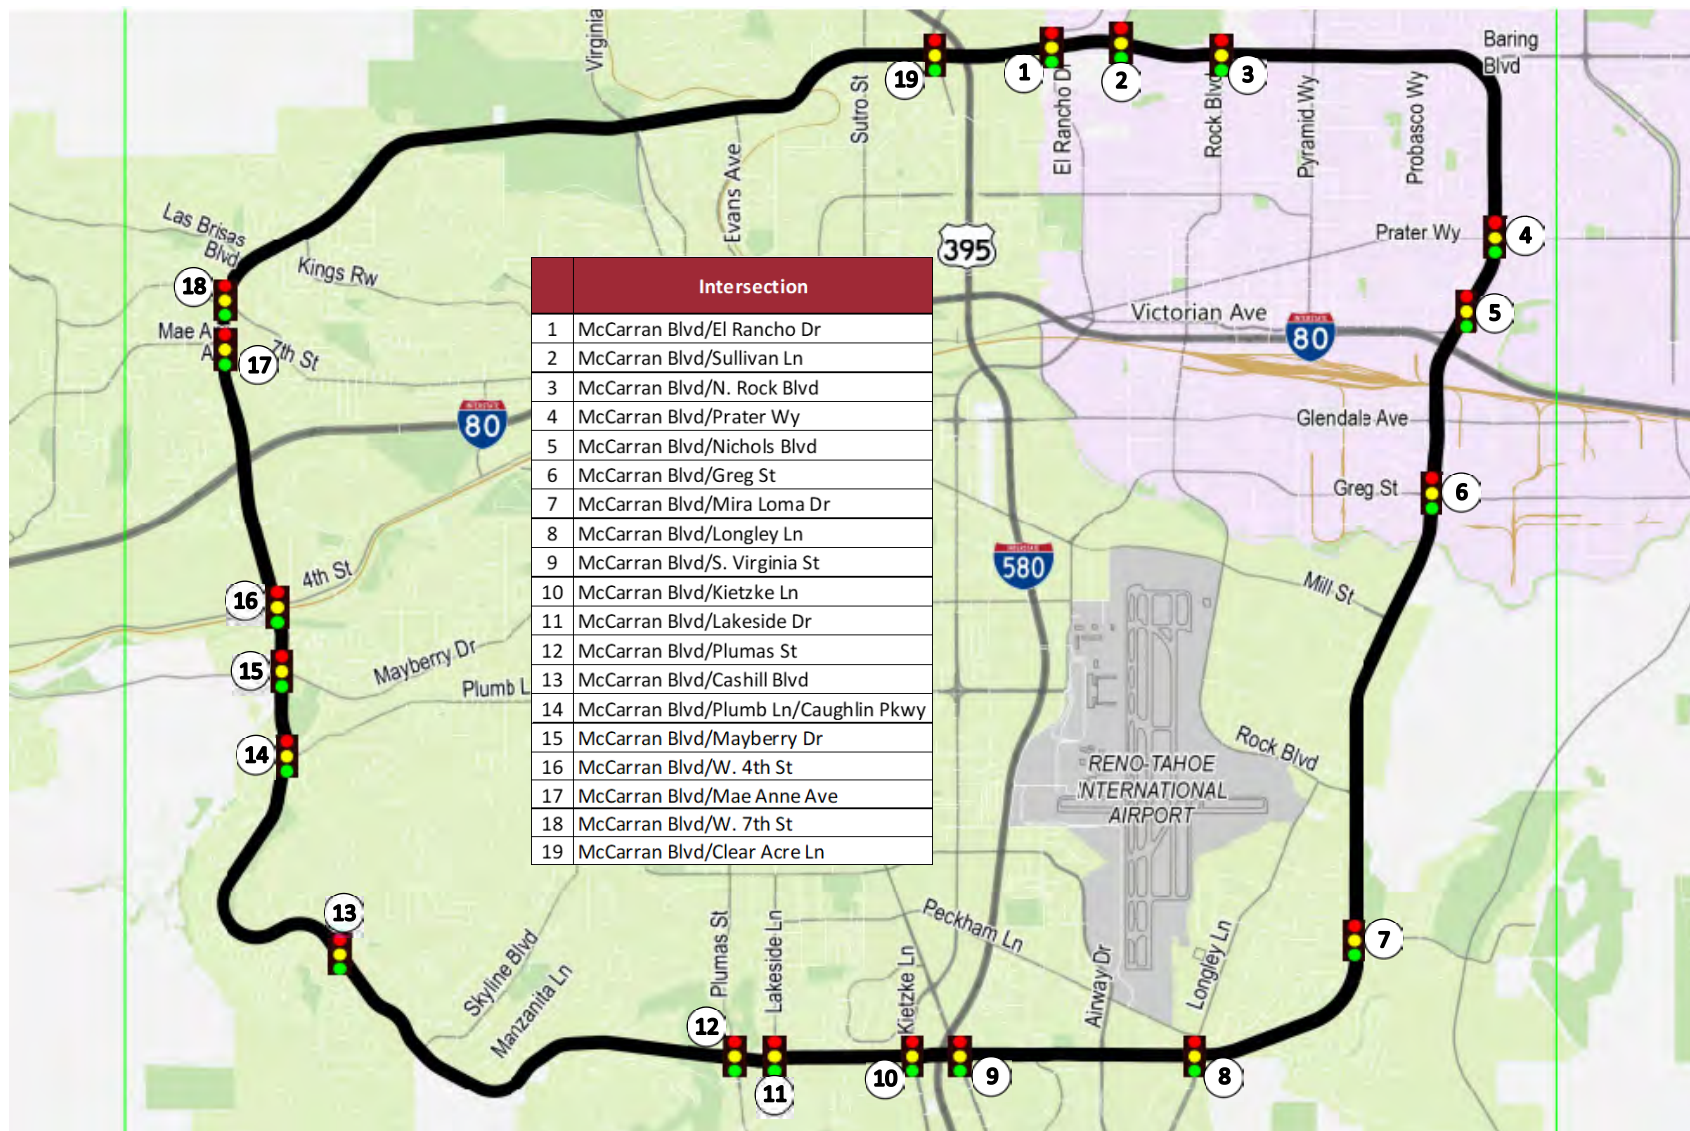 Virginia
Baring
Blvd
19
1
2
3
Sutro St
El Rancho Dr
Rock Blvd
Pyramid Wy
Probasco Wy
Evans Ave
Las Brisas
Blvd
Kings Rw
395
Prater Wy
4
18
Mae A
A
7th St
17
Victorian Ave
INTERSTATE
80
5
INTERSTATE
80
Glendale Ave
Greg St
6
Intersection
1 McCarran Blvd/El Rancho Dr
2 McCarran Blvd/Sullivan Ln
3 McCarran Blvd/N. Rock Blvd
4 McCarran Blvd/Prater Wy
5 McCarran Blvd/Nichols Blvd
6 McCarran Blvd/Greg St
7 McCarran Blvd/Mira Loma Dr
8 McCarran Blvd/Longley Ln
9 McCarran Blvd/S. Virginia St
10 McCarran Blvd/Kietzke Ln
11 McCarran Blvd/Lakeside Dr
12 McCarran Blvd/Plumas St
13 McCarran Blvd/Cashill Blvd
14 McCarran Blvd/Plumb Ln/Caughlin Pkwy
15 McCarran Blvd/Mayberry Dr
16 McCarran Blvd/W. 4th St
17 McCarran Blvd/Mae Anne Ave
18 McCarran Blvd/W. 7th St
19 McCarran Blvd/Clear Acre Ln
INTERSTATE
580
Mill St
4th St
16
15
Mayberry Dr
Plumb L
14
Rock Blvd
RENO-TAHOE
INTERNATIONAL
AIRPORT
13
Skyline Blvd
Manzanita Ln
Plumas St
Lakeside Ln
Kietzke Ln
Peckham Ln
Airway Dr
Longley Ln
7
12
11
10
9
8